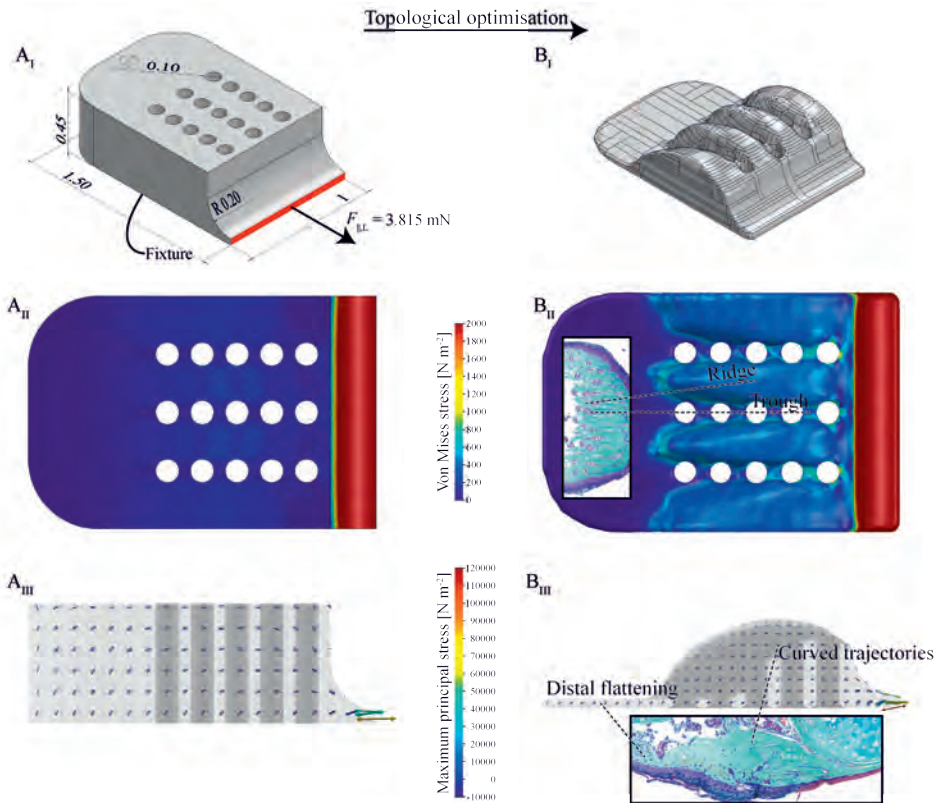 Topological optimisation
A_I
B_I
0.10
0.45
1.50
R 0.20
1
F_g.r. = 3.815 mN
Fixture
A_II
B_II
Von Mises stress [N m⁻²]
2000
1800
1600
1400
1200
1000
800
600
400
200
0
Ridge
Trough
A_III
B_III
Maximum principal stress [N m⁻²]
120000
110000
100000
90000
80000
70000
60000
50000
40000
30000
20000
10000
0
-10000
Curved trajectories
Distal flattening